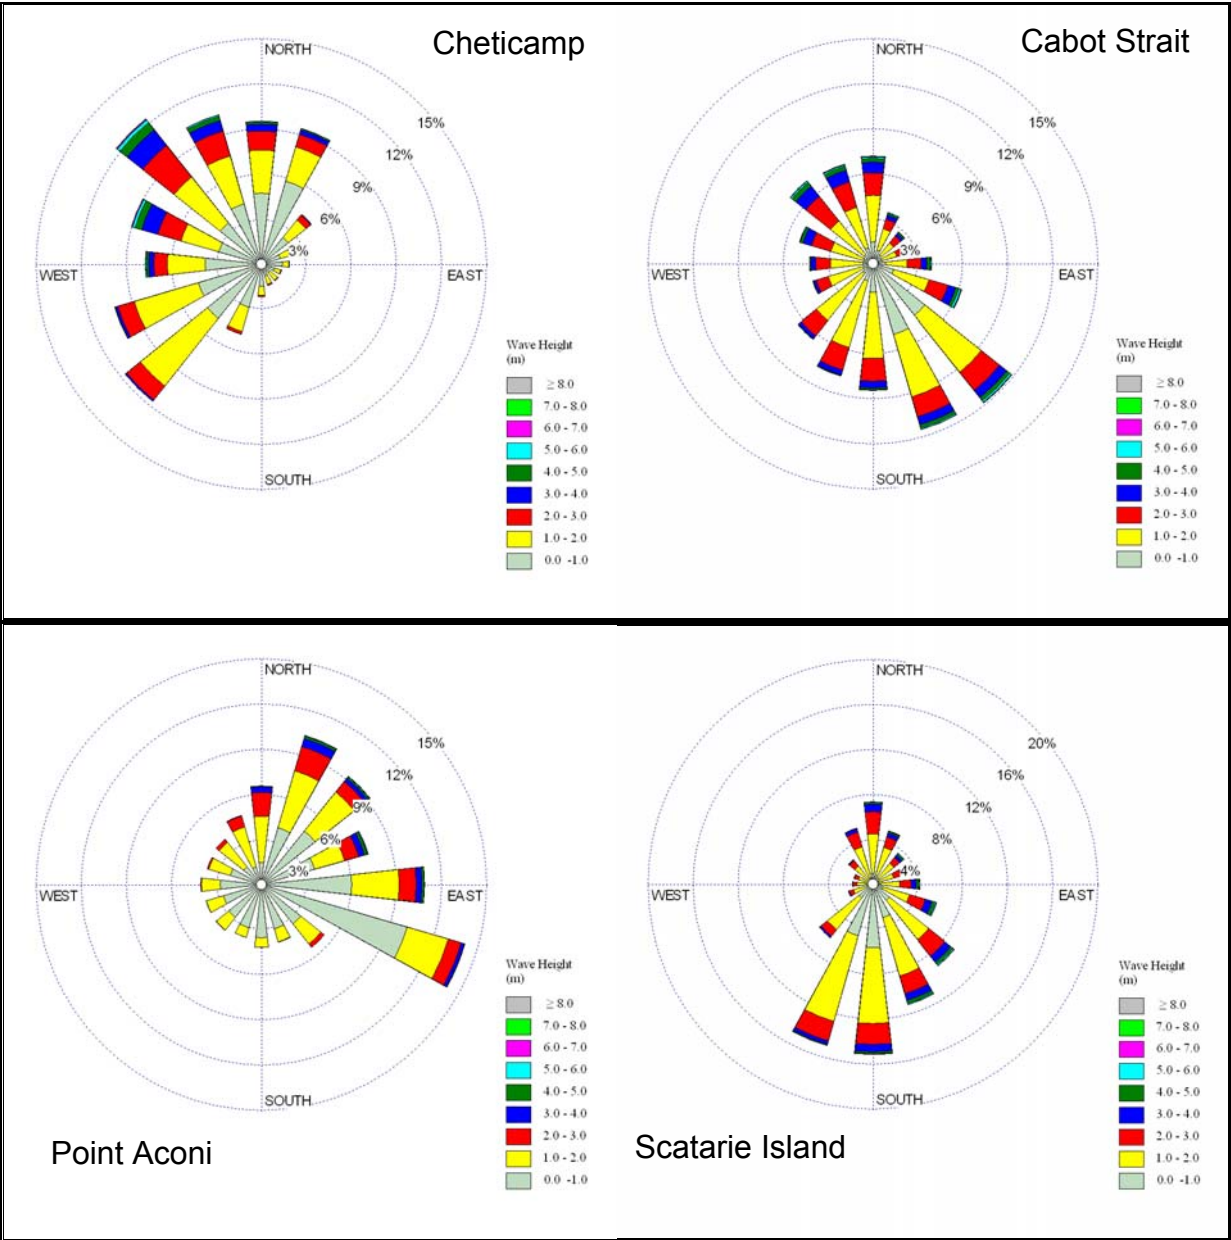 Cheticamp
NORTH
15%
12%
9%
6%
3%
WEST
EAST
SOUTH
Wave Height
(m)
≥ 8.0
7.0 - 8.0
6.0 - 7.0
5.0 - 6.0
4.0 - 5.0
3.0 - 4.0
2.0 - 3.0
1.0 - 2.0
0.0 -1.0
Cabot Strait
NORTH
15%
12%
9%
6%
3%
WEST
EAST
SOUTH
Wave Height
(m)
≥ 8.0
7.0 - 8.0
6.0 - 7.0
5.0 - 6.0
4.0 - 5.0
3.0 - 4.0
2.0 - 3.0
1.0 - 2.0
0.0 -1.0
NORTH
15%
12%
9%
6%
3%
WEST
EAST
SOUTH
Wave Height
(m)
≥ 8.0
7.0 - 8.0
6.0 - 7.0
5.0 - 6.0
4.0 - 5.0
3.0 - 4.0
2.0 - 3.0
1.0 - 2.0
0.0 -1.0
Point Aconi
NORTH
20%
16%
12%
8%
4%
WEST
EAST
SOUTH
Wave Height
(m)
≥ 8.0
7.0 - 8.0
6.0 - 7.0
5.0 - 6.0
4.0 - 5.0
3.0 - 4.0
2.0 - 3.0
1.0 - 2.0
0.0 -1.0
Scatarie Island